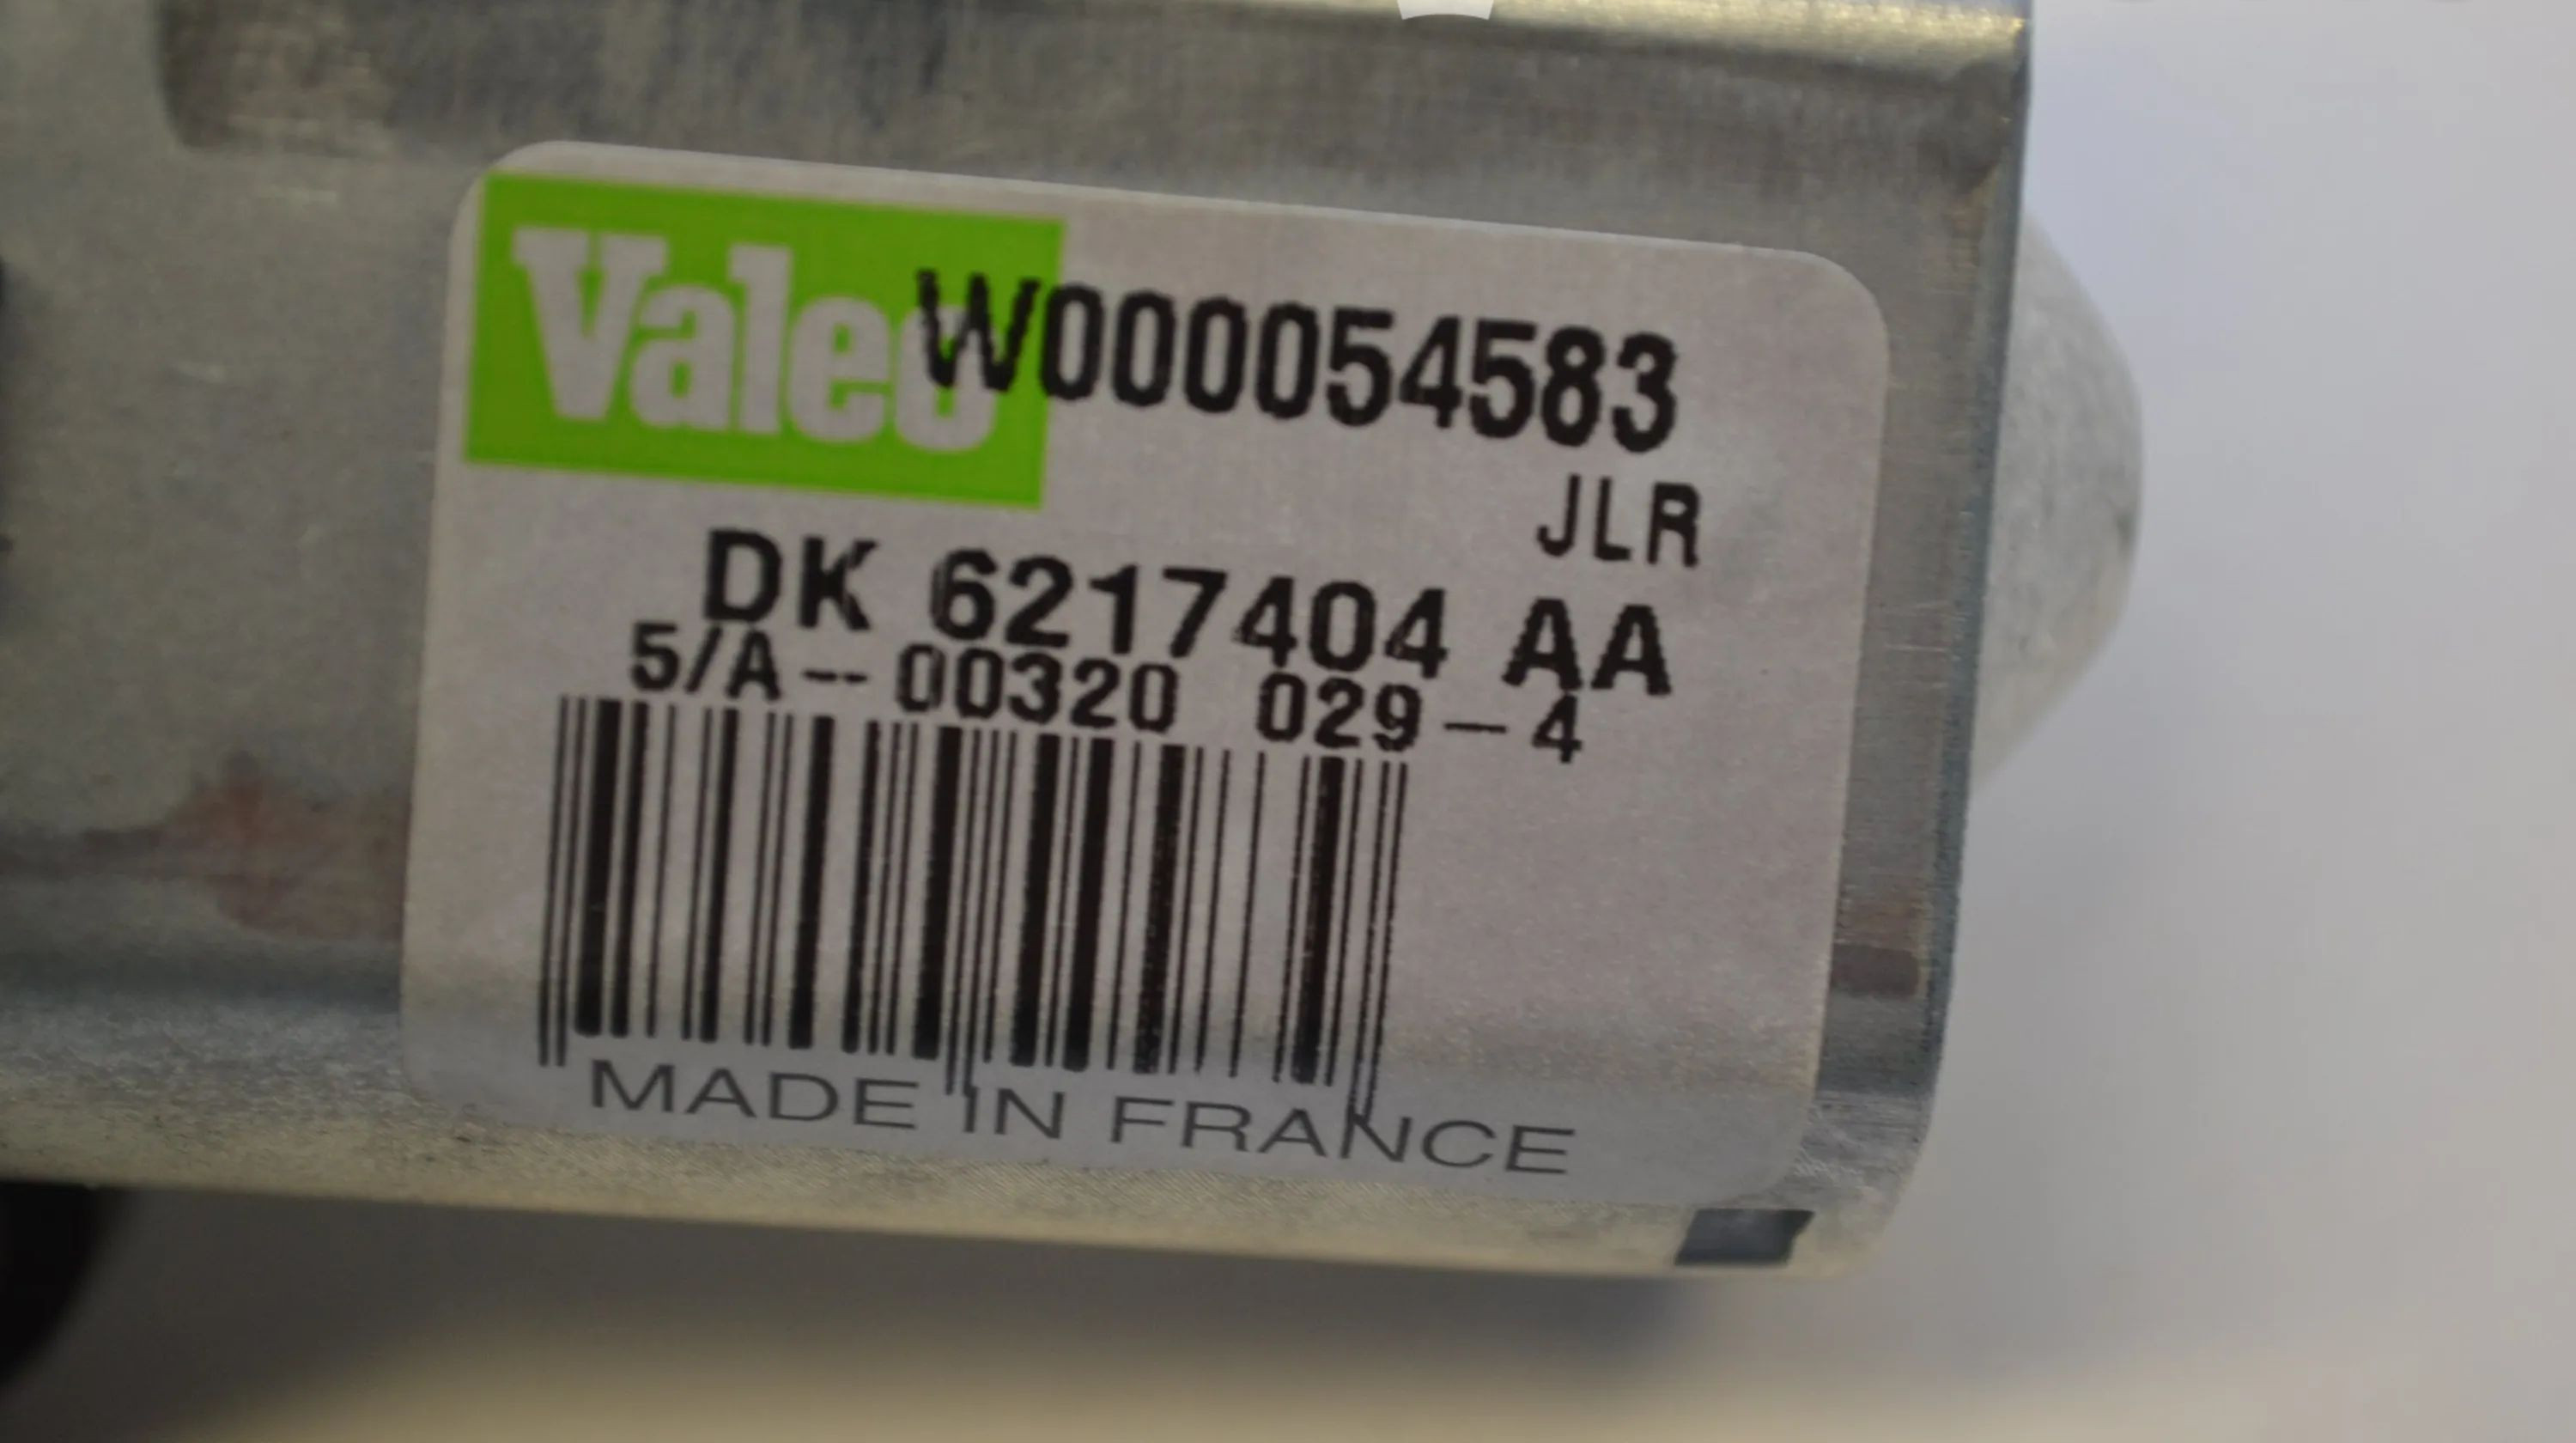 Valeo W000054583
JLR
DK 6217404 AA
5/A-- 00320 029-4
MADE IN FRANCE